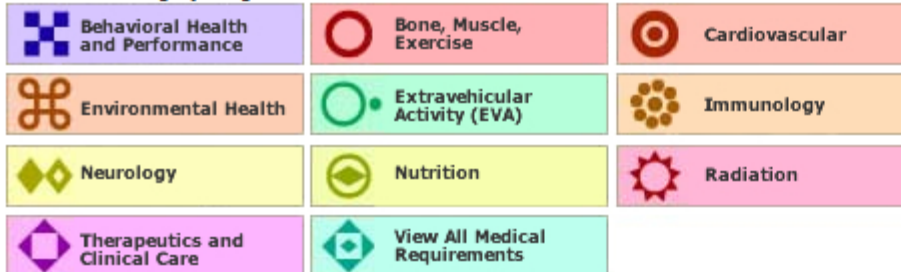 Behavioral Health
and Performance
Bone, Muscle,
Exercise
Cardiovascular
Environmental Health
Extravehicular
Activity (EVA)
Immunology
Neurology
Nutrition
Radiation
Therapeutics and
Clinical Care
View All Medical
Requirements